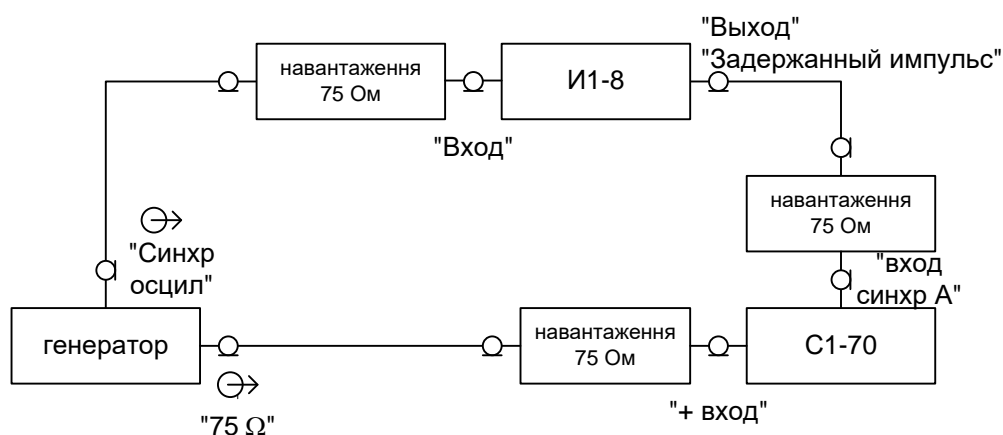 "Выход"
"Задержанный импульс"
навантаження
75 Ом
И1-8
"Вход"
навантаження
75 Ом
"Синхр
осцил"
"вход
синхр А"
генератор
навантаження
75 Ом
С1-70
"75 Ω"
"+ вход"